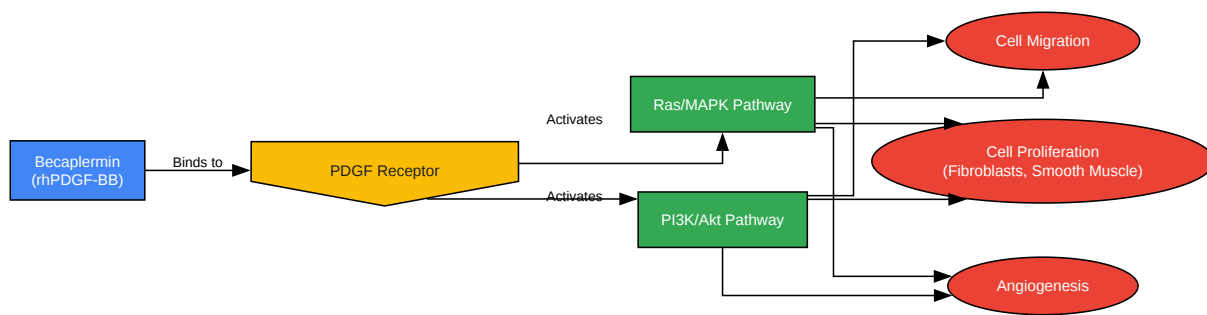 Becaplermin
(rhPDGF-BB)
Binds to
PDGF Receptor
Activates
Activates
Ras/MAPK Pathway
PI3K/Akt Pathway
Cell Migration
Cell Proliferation
(Fibroblasts, Smooth Muscle)
Angiogenesis